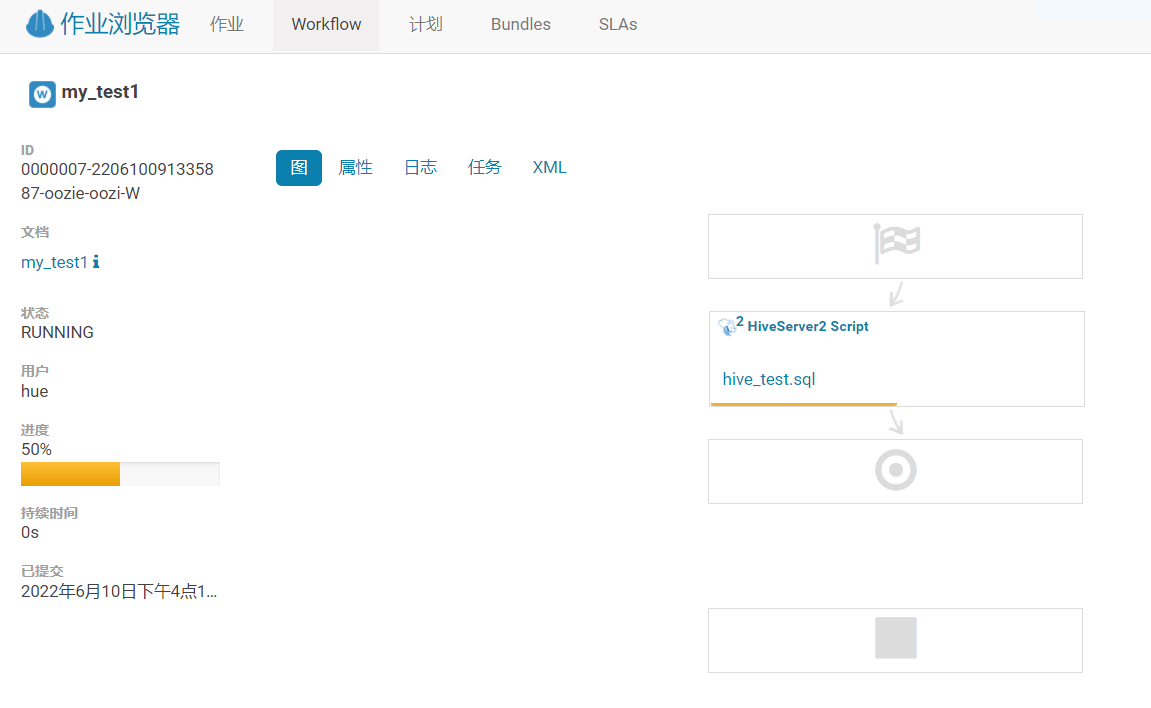 作业浏览器 作业 Workflow 计划 Bundles SLAs
W my_test1
ID
0000007-2206100913358
87-oozie-oozi-W
文档
my_test1
状态
RUNNING
用户
hue
进度
50%
持续时间
0s
已提交
2022年6月10日下午4点1...
图 属性 日志 任务 XML
2 HiveServer2 Script
hive_test.sql